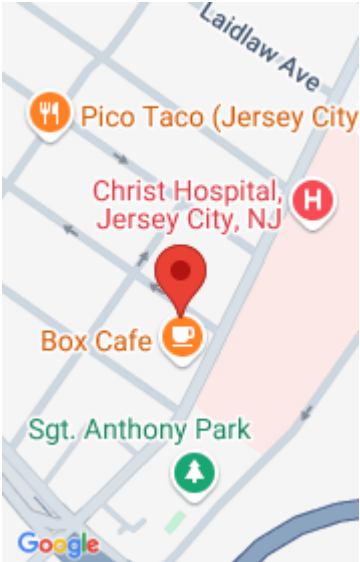 Laidlaw Ave
Pico Taco (Jersey City
Christ Hospital,
Jersey City, NJ
H
Box Cafe
Sgt. Anthony Park
Google